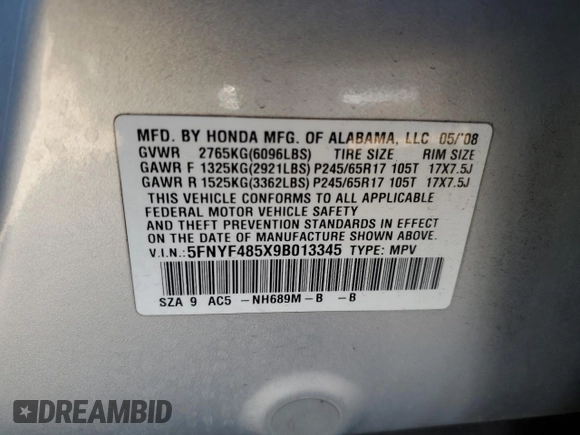 MFD. BY HONDA MFG. OF ALABAMA, LLC 05/'08
GVWR 2765KG(6096LBS) TIRE SIZE RIM SIZE
GAWR F 1325KG(2921LBS) P245/65R17 105T 17X7.5J
GAWR R 1525KG(3362LBS) P245/65R17 105T 17X7.5J
THIS VEHICLE CONFORMS TO ALL APPLICABLE
FEDERAL MOTOR VEHICLE SAFETY
AND THEFT PREVENTION STANDARDS IN EFFECT
ON THE DATE OF MANUFACTURE SHOWN ABOVE.
V.I.N.: 5FNYF485X9B013345 TYPE: MPV
SZA 9 AC5 -NH689M-B -B
DREAMBID